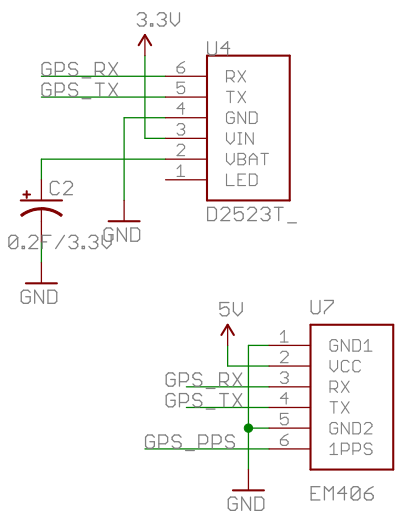 3.3V
U4
GPS_RX 6 RX
GPS_TX 5 TX
4 GND
3 VIN
2 VBAT
1 LED
+ C2
D2523T_
0.2F/3.3V
GND
GND
5V
U7
1 GND1
2 VCC
GPS_RX 3 RX
GPS_TX 4 TX
5 GND2
GPS_PPS 6 1PPS
EM406
GND